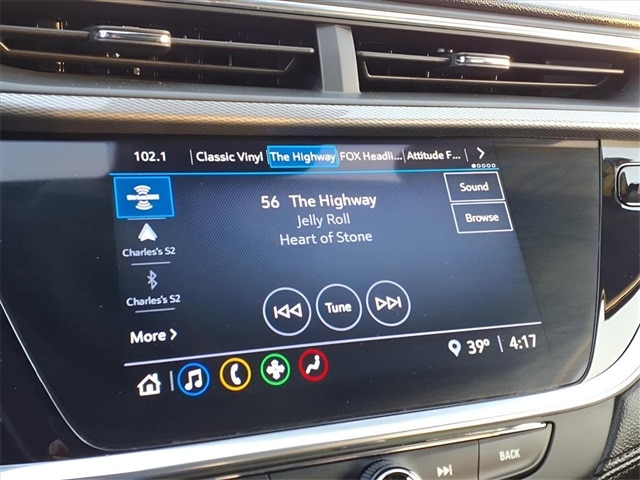 102.1 Classic Vinyl The Highway FOX Headli... Attitude F... >
SiriusXM
56 The Highway
Jelly Roll
Heart of Stone
Sound
Browse
Charles's S2
Charles's S2
Tune
More >
39° 4:17
BACK